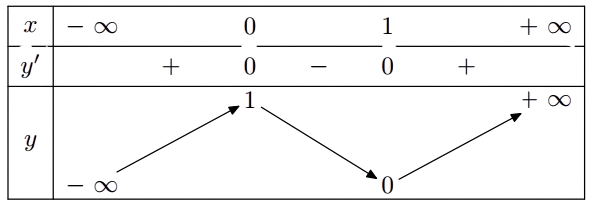 x − ∞ 0 1 + ∞
y′ + 0 − 0 +
1 + ∞
y
− ∞ 0